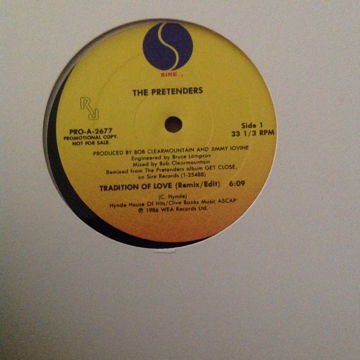 SIRE
THE PRETENDERS
PRO-A-2677
PROMOTIONAL COPY
NOT FOR SALE.
Side 1
33 1/3 RPM
PRODUCED BY BOB CLEARMOUNTAIN AND JIMMY IOVINE
Engineered by Bruce Lampcov
Mixed by Bob Clearmountain
Remixed from The Pretenders album GET CLOSE,
on Sire Records (1-25488)
TRADITION OF LOVE (Remix/Edit) 6:09
(C. Hynde)
Hynde House Of Hits/Clive Banks Music ASCAP
℗ 1986 WEA Records Ltd.